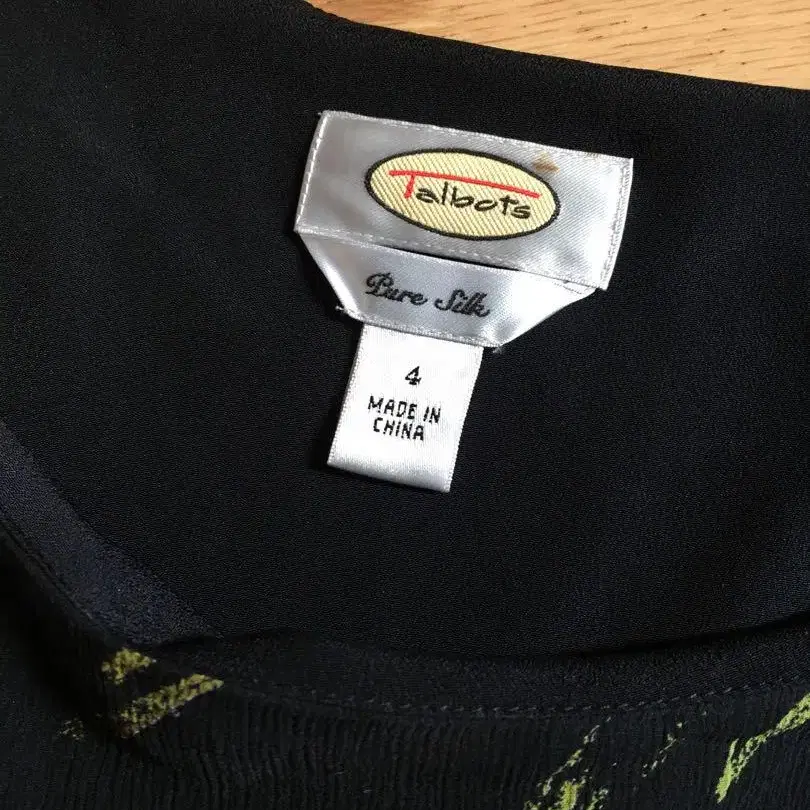 Talbots
Pure Silk
4
MADE IN
CHINA